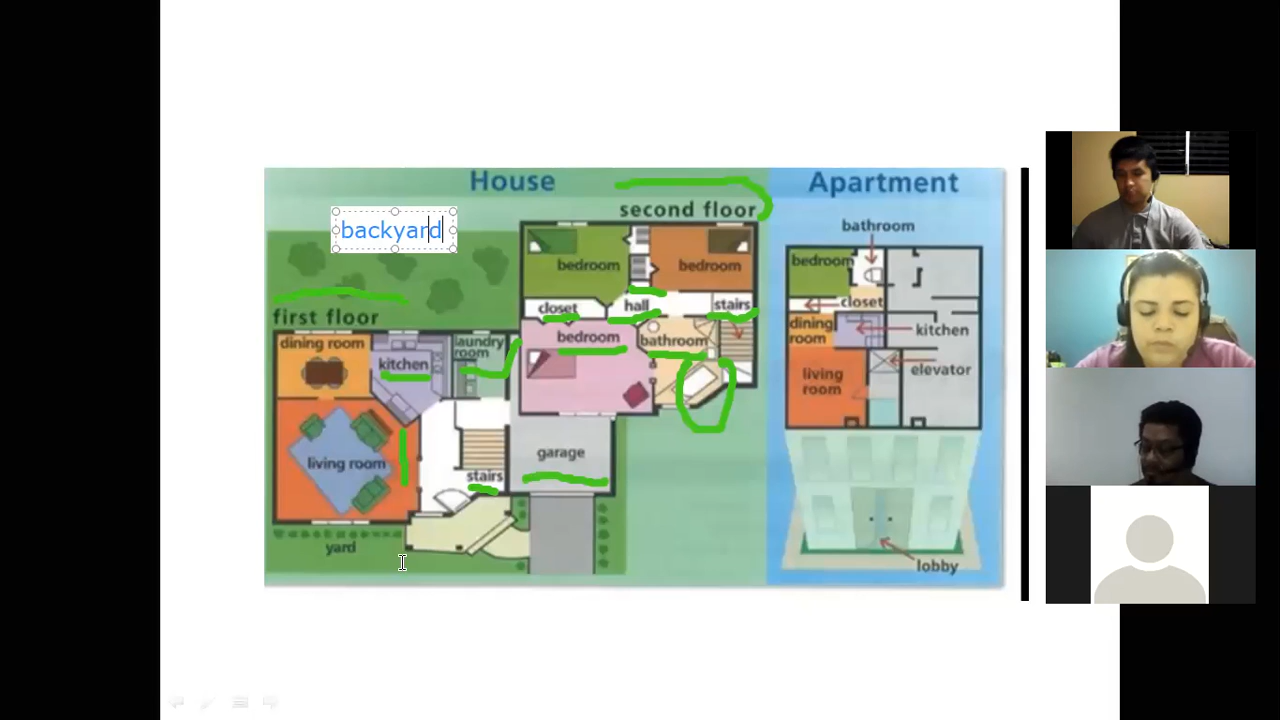 House
second floor
backyard
bedroom
bedroom
closet
hall
stairs
first floor
dining room
kitchen
laundry
room
bedroom
bathroom
living room
stairs
garage
yard
Apartment
bathroom
bedroom
closet
dining
room
kitchen
living
room
elevator
lobby